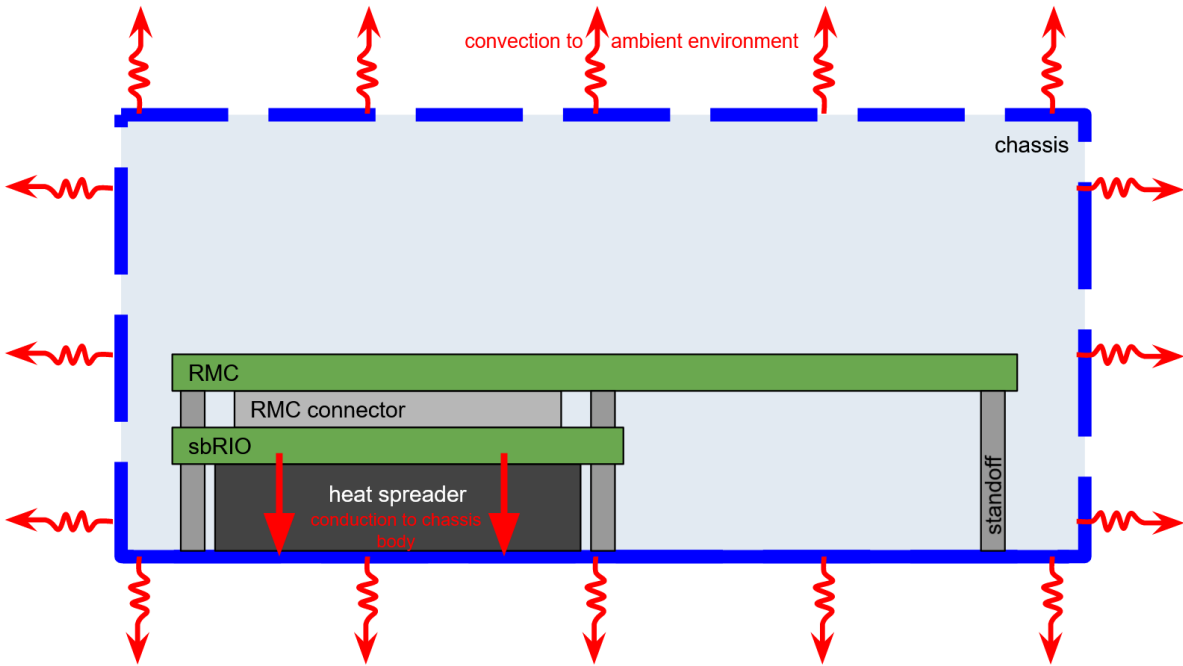 convection to ambient environment
chassis
RMC
RMC connector
sbRIO
heat spreader
conduction to chassis
body
standoff